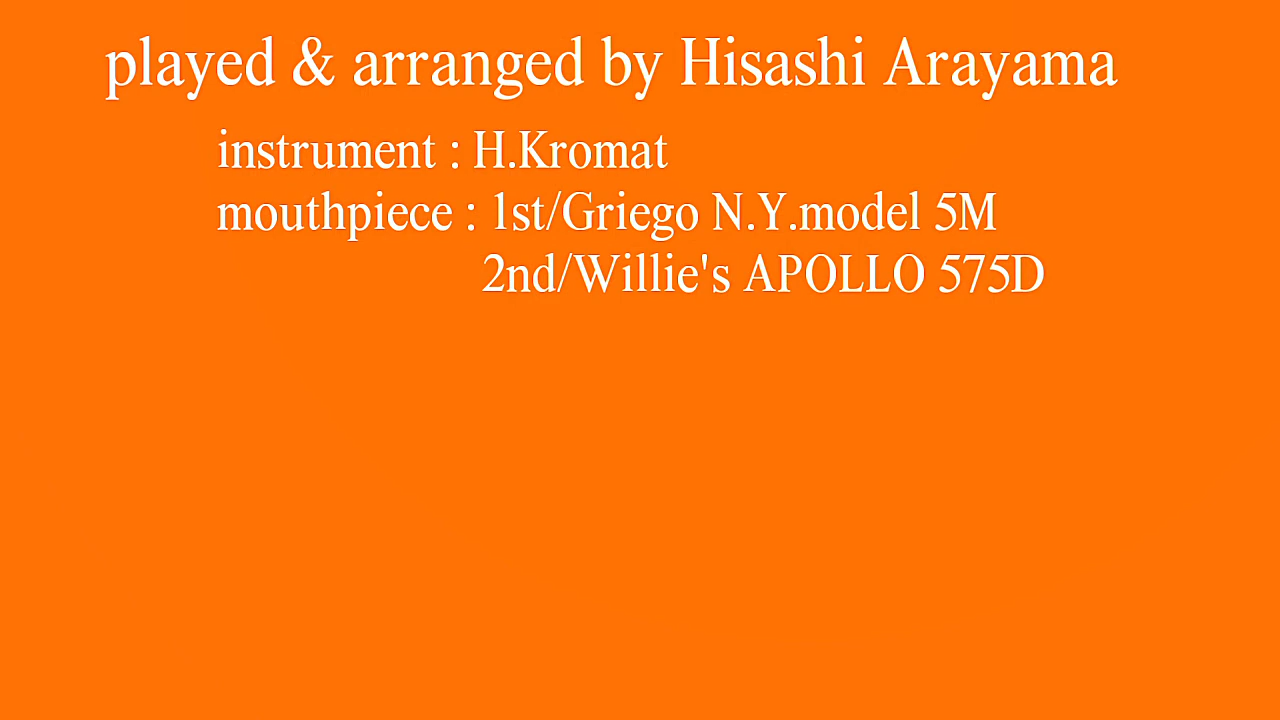 played & arranged by Hisashi Arayama
instrument : H.Kromat
mouthpiece : 1st/Griego N.Y.model 5M
2nd/Willie's APOLLO 575D